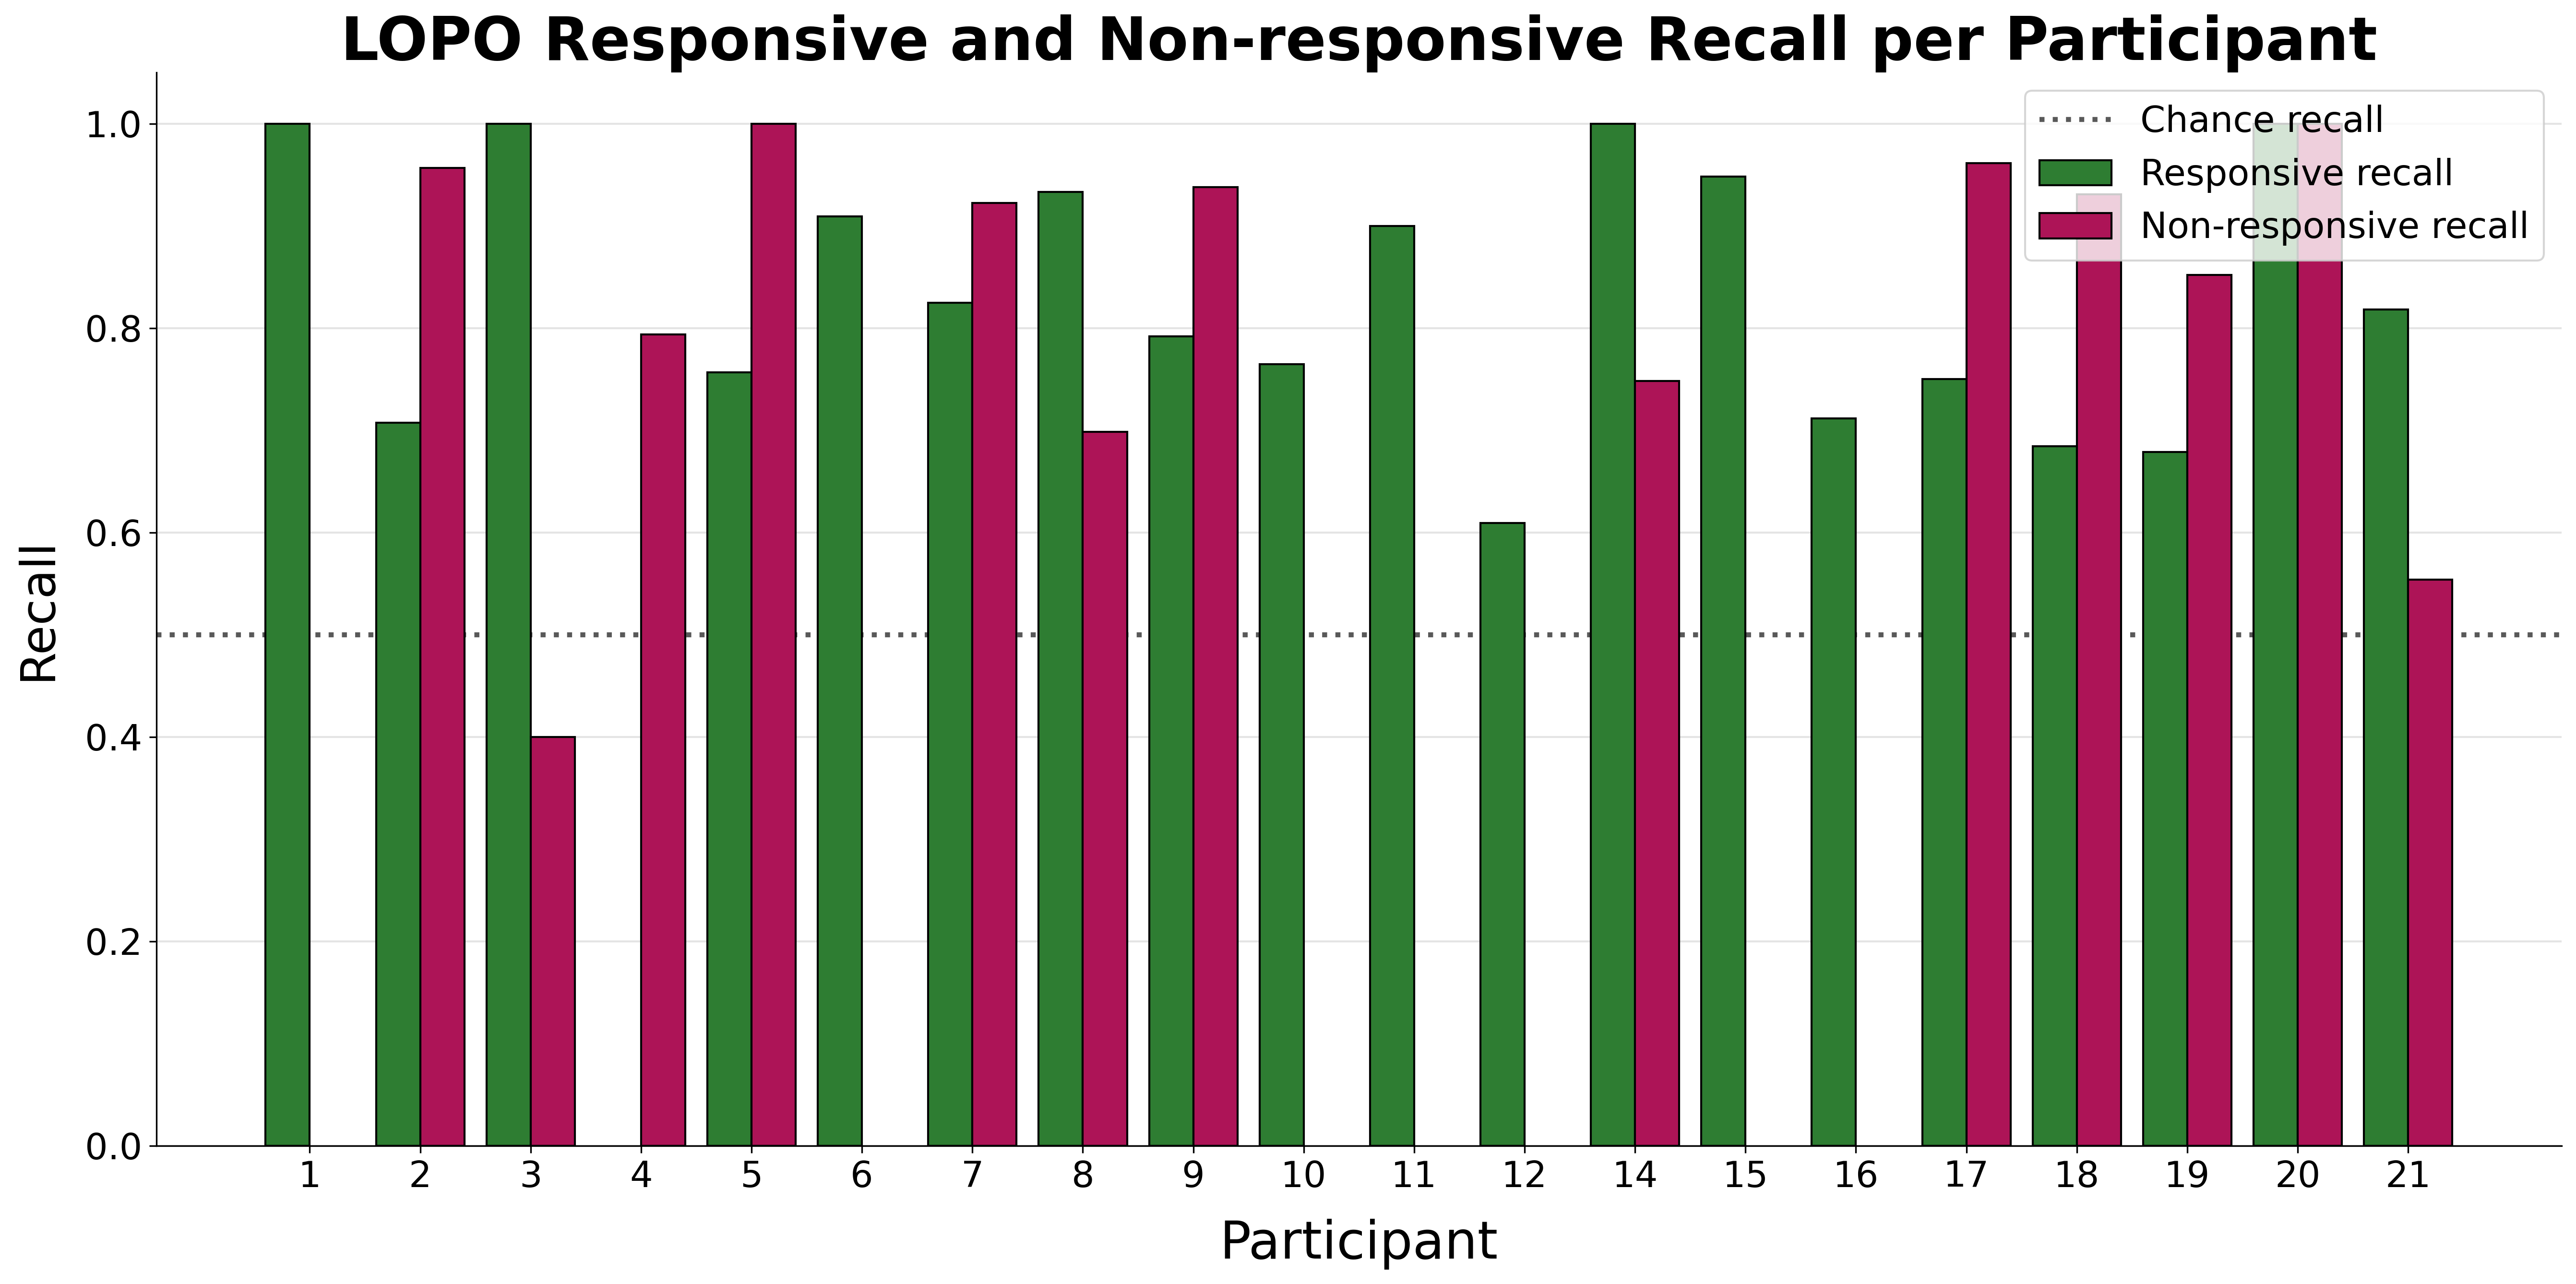 LOPO Responsive and Non-responsive Recall per Participant
Chance recall
Responsive recall
Non-responsive recall
1.0
0.8
0.6
0.4
0.2
0.0
Recall
1 2 3 4 5 6 7 8 9 10 11 12 14 15 16 17 18 19 20 21
Participant